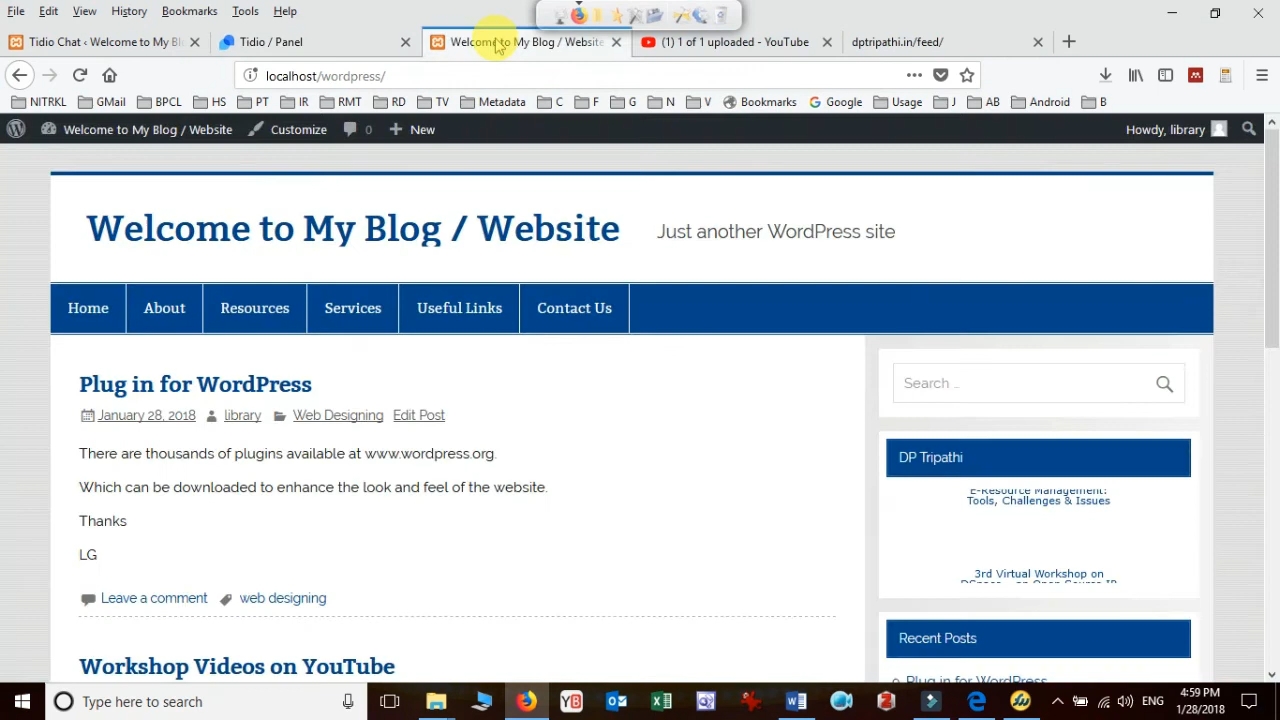 File Edit View History Bookmarks Tools Help
Tidio Chat ‹ Welcome to My Bl
Tidio / Panel
Welcome to My Blog / Website
(1) 1 of 1 uploaded - YouTube
dptripathi.in/feed/
localhost/wordpress/
NITRKL GMail BPCL HS PT IR RMT RD TV Metadata C F G N V Bookmarks Google Usage J AB Android B
Welcome to My Blog / Website Customize 0 New Howdy, library
Welcome to My Blog / Website Just another WordPress site
Home About Resources Services Useful Links Contact Us
Plug in for WordPress
January 28, 2018 library Web Designing Edit Post
There are thousands of plugins available at www.wordpress.org.
Which can be downloaded to enhance the look and feel of the website.
Thanks
LG
Leave a comment web designing
Workshop Videos on YouTube
Search ...
DP Tripathi
E-Resource Management:
Tools, Challenges & Issues
3rd Virtual Workshop on
Recent Posts
Plug in for WordPress
Type here to search
ENG
4:59 PM
1/28/2018